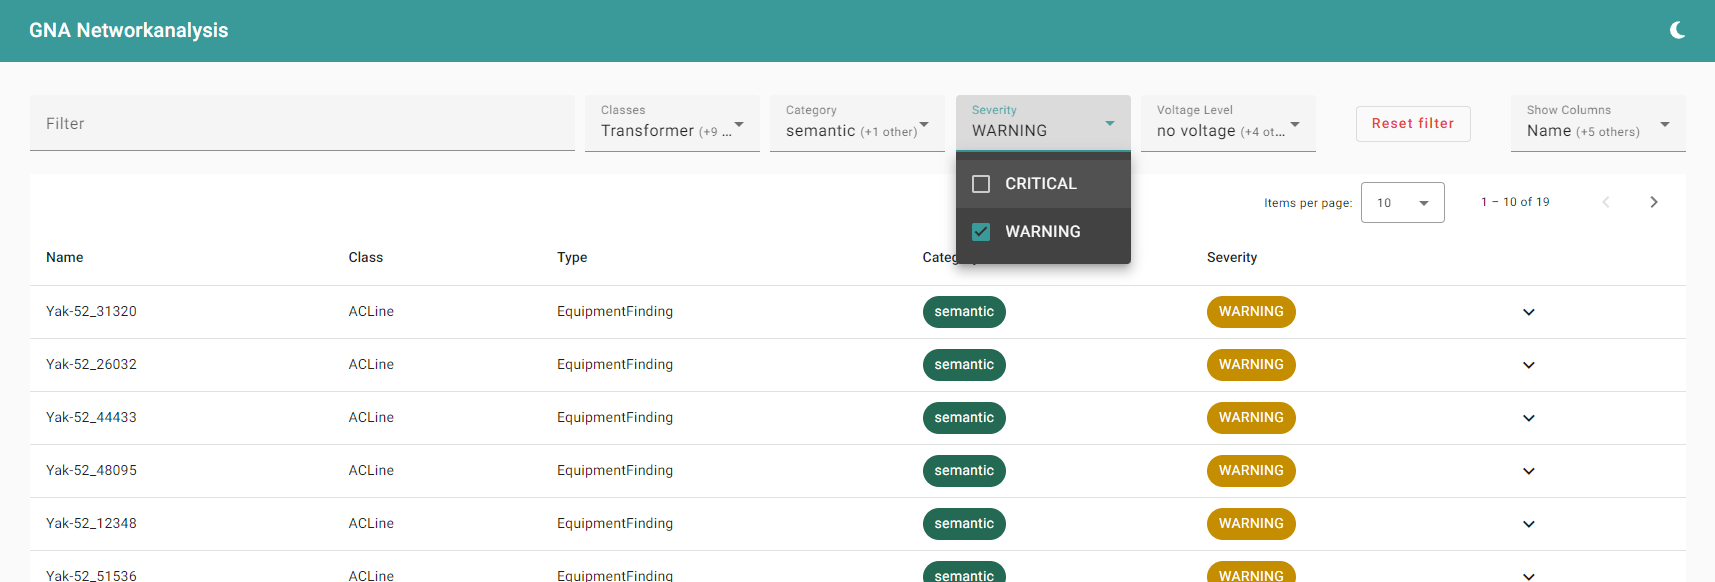 GNA Networkanalysis
Filter
Classes
Transformer (+9 ...
Category
semantic (+1 other)
Severity
WARNING
Voltage Level
no voltage (+4 ot...
Reset filter
Show Columns
Name (+5 others)
CRITICAL
WARNING
Items per page: 10 1 – 10 of 19
Name Class Type Categ Severity
Yak-52_31320 ACLine EquipmentFinding semantic WARNING
Yak-52_26032 ACLine EquipmentFinding semantic WARNING
Yak-52_44433 ACLine EquipmentFinding semantic WARNING
Yak-52_48095 ACLine EquipmentFinding semantic WARNING
Yak-52_12348 ACLine EquipmentFinding semantic WARNING
Yak-52_51536 ACLine EquipmentFinding semantic WARNING